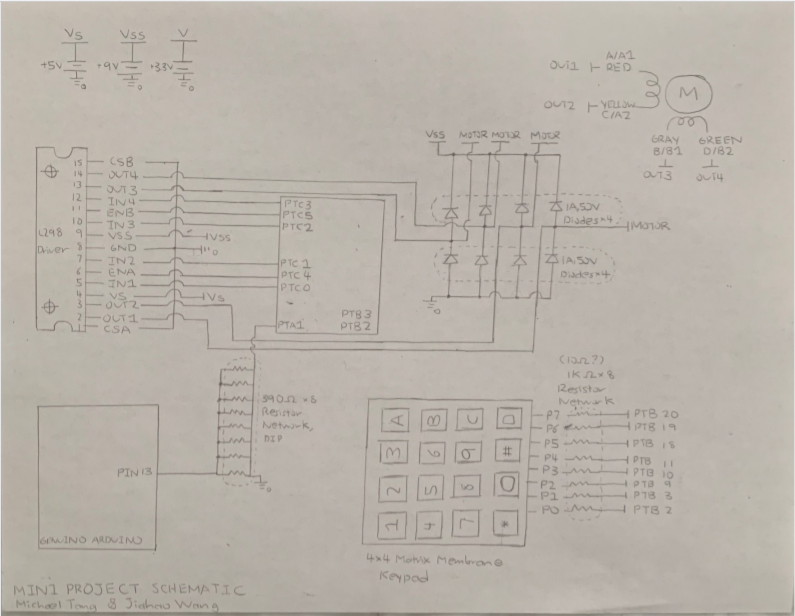 VS
VSS
V
+5V
+9V
+3.3V
A/A1
RED
OUT1
OUT2
YELLOW
C/A2
M
GRAY
B/B1
GREEN
D/B2
OUT3
OUT4
VSS
MOTOR
MOTOR
MOTOR
15
CSB
14
OUT4
13
OUT3
12
IN4
11
ENB
10
IN3
9
VSS
VSS
8
GND
7
IN2
6
ENA
5
IN1
4
VS
VS
3
OUT2
2
OUT1
1
CSA
L298
Driver
PTC3
PTC5
PTC2
PTC1
PTC4
PTC0
PTB3
PTA1
PTB2
1A, 50V
Diodes×4
MOTOR
1A, 50V
Diodes×4
×8
Resistor
Network,
DIP
PIN 13
GENUINO ARDUINO
A
B
C
D
3
6
9
#
2
5
8
0
1
4
7
*
4×4 Matrix Membrane
Keypad
(10Ω?)
1KΩ×8
Resistor
Network
P7
PTB 20
P6
PTB 19
P5
PTB 18
P4
PTB 11
P3
PTB 10
P2
PTB 9
P1
PTB 3
P0
PTB 2
MINI PROJECT SCHEMATIC
Michael Tang & Jiahao Wang